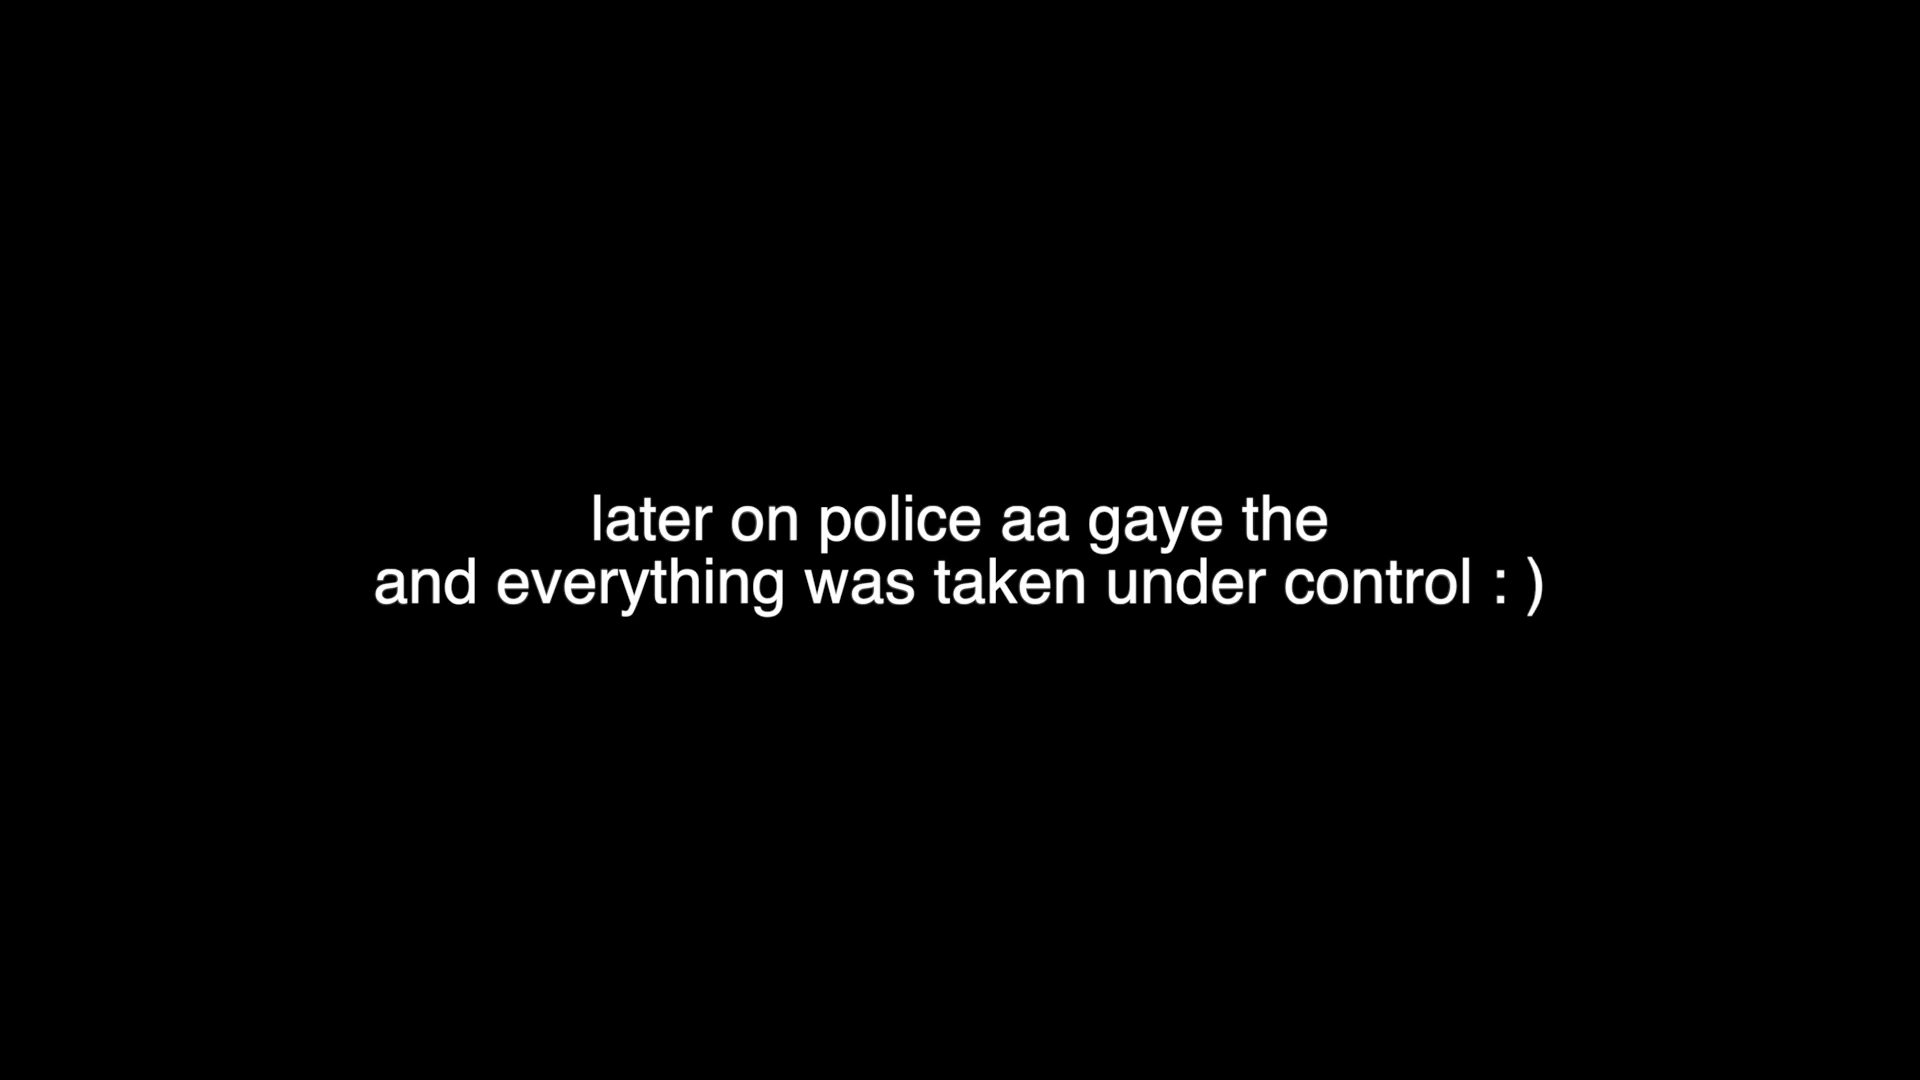 later on police aa gaye the
and everything was taken under control : )